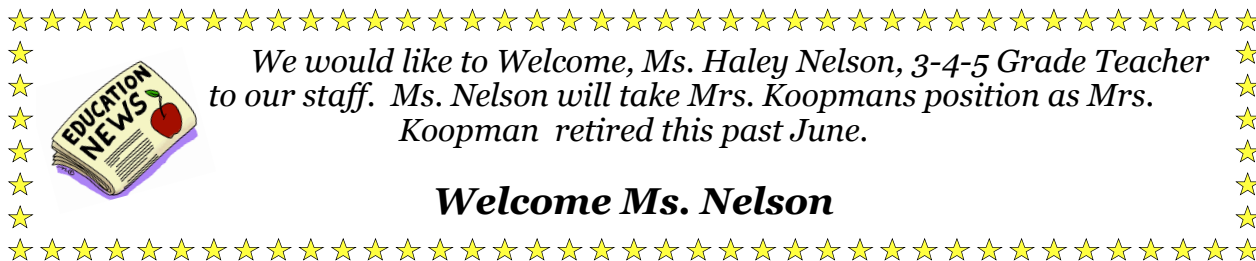 We would like to Welcome, Ms. Haley Nelson, 3-4-5 Grade Teacher
to our staff.  Ms. Nelson will take Mrs. Koopmans position as Mrs.
Koopman  retired this past June.
EDUCATION
NEWS
Welcome Ms. Nelson